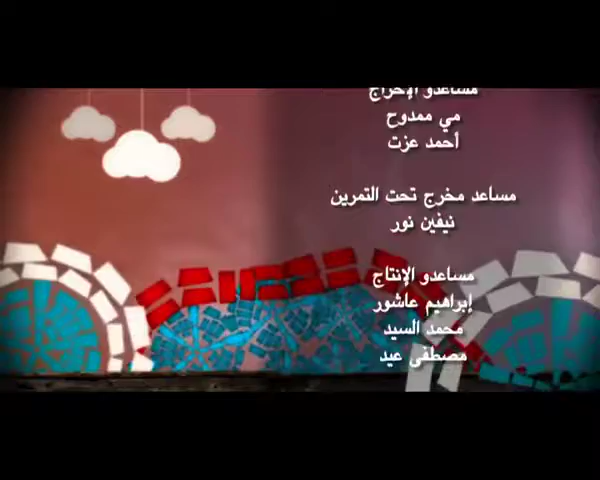 مساعدو الإخراج
مي ممدوح
أحمد عزت
مساعد مخرج تحت التمرين
نيفين نور
مساعدو الإنتاج
إبراهيم عاشور
محمد السيد
مصطفى عيد